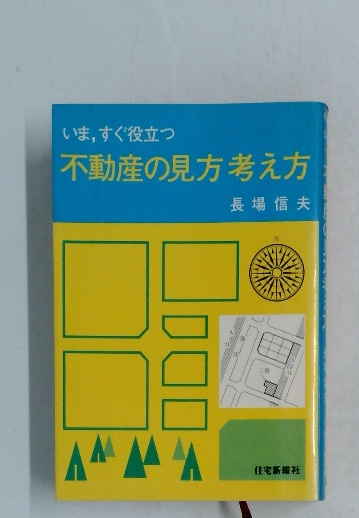 いま,すぐ役立つ
不動産の見方考え方
長場信夫
N
住宅新報社